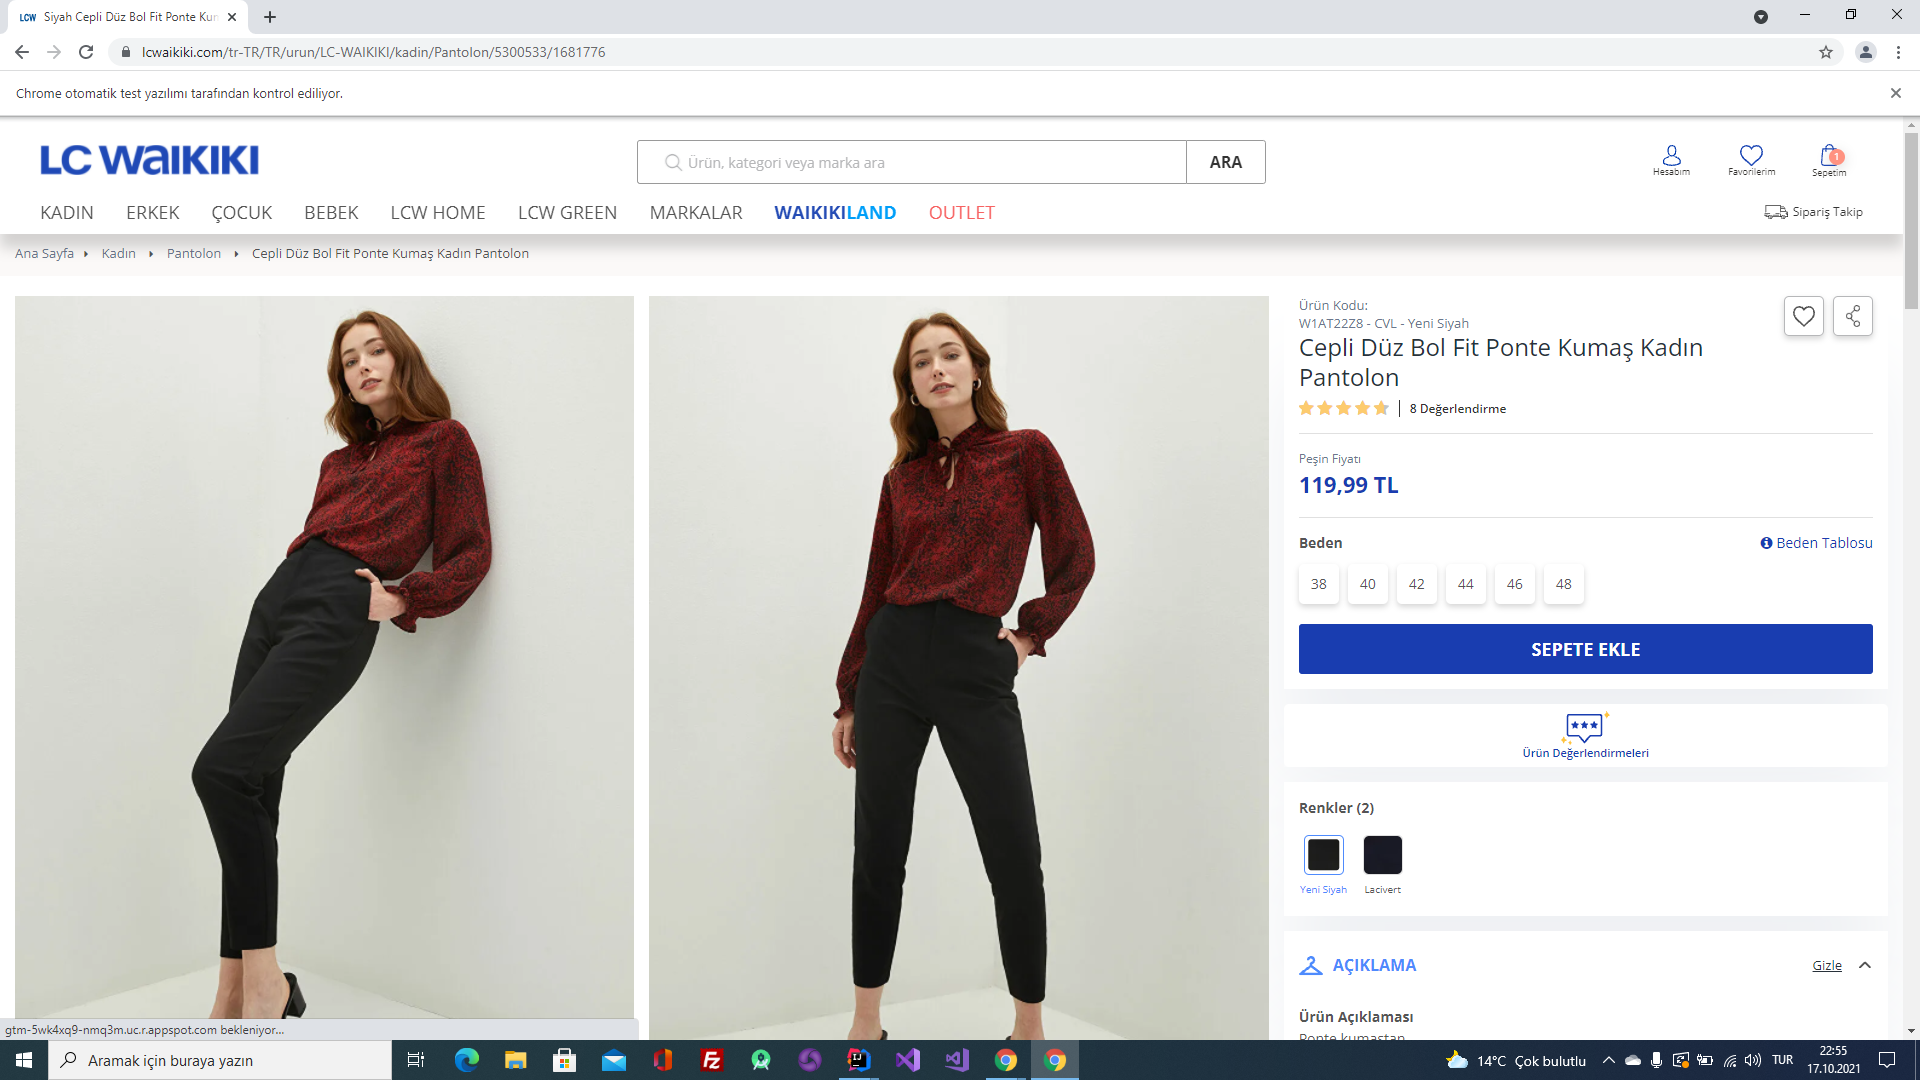 LCW Siyah Cepli Düz Bol Fit Ponte Kum
lcwaikiki.com/tr-TR/TR/urun/LC-WAIKIKI/kadin/Pantolon/5300533/1681776
Chrome otomatik test yazılımı tarafından kontrol ediliyor.
LC WAIKIKI
Ürün, kategori veya marka ara
ARA
Hesabım
Favorilerim
1
Sepetim
KADIN ERKEK ÇOCUK BEBEK LCW HOME LCW GREEN MARKALAR WAIKIKILAND OUTLET
Sipariş Takip
Ana Sayfa Kadın Pantolon Cepli Düz Bol Fit Ponte Kumaş Kadın Pantolon
Ürün Kodu:
W1AT22Z8 - CVL - Yeni Siyah
Cepli Düz Bol Fit Ponte Kumaş Kadın
Pantolon
8 Değerlendirme
Peşin Fiyatı
119,99 TL
Beden
Beden Tablosu
38 40 42 44 46 48
SEPETE EKLE
Ürün Değerlendirmeleri
Renkler (2)
Yeni Siyah Lacivert
AÇIKLAMA
Gizle
Ürün Açıklaması
Ponte kumaştan
gtm-5wk4xq9-nmq3m.uc.r.appspot.com bekleniyor...
Aramak için buraya yazın
14°C Çok bulutlu
TUR
22:55
17.10.2021